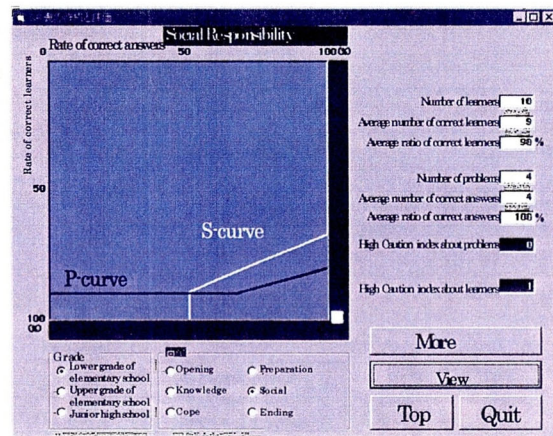 Social Responsibility
Rate of correct answers
0 50 100 %
Rate of correct learners
50
100
%
S-curve
P-curve
Number of learners 10
Average number of correct learners 9
Average ratio of correct learners 90 %
Number of problems 4
Average number of correct answers 4
Average ratio of correct answers 100 %
High Caution index about problems 0
High Caution index about learners 1
Grade
Lower grade of
elementary school
Upper grade of
elementary school
Junior high school
Opening
Preparation
Knowledge
Social
Cope
Ending
More
View
Top
Quit